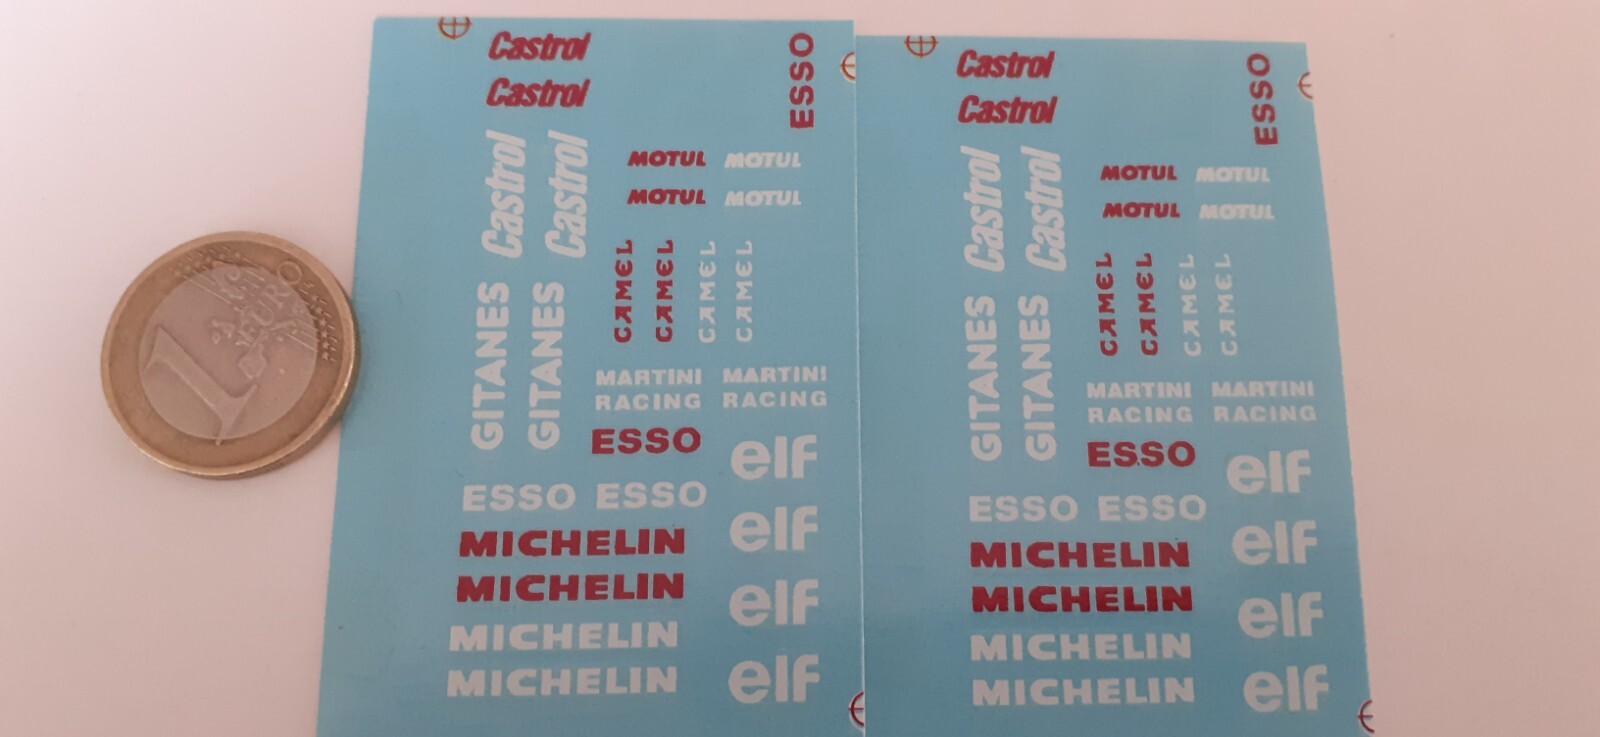 Castrol
ESSO
Castrol
Castrol Castrol
MOTUL MOTUL
MOTUL MOTUL
CAMEL CAMEL CAMEL CAMEL
GITANES GITANES
MARTINI MARTINI
RACING RACING
ESSO
elf
ESSO ESSO
MICHELIN
elf
MICHELIN
elf
MICHELIN
MICHELIN
elf
Castrol
ESSO
Castrol
Castrol Castrol
MOTUL MOTUL
MOTUL MOTUL
CAMEL CAMEL CAMEL CAMEL
GITANES GITANES
MARTINI MARTINI
RACING RACING
ESSO
elf
ESSO ESSO
MICHELIN
elf
MICHELIN
elf
MICHELIN
MICHELIN
elf
1
EURO